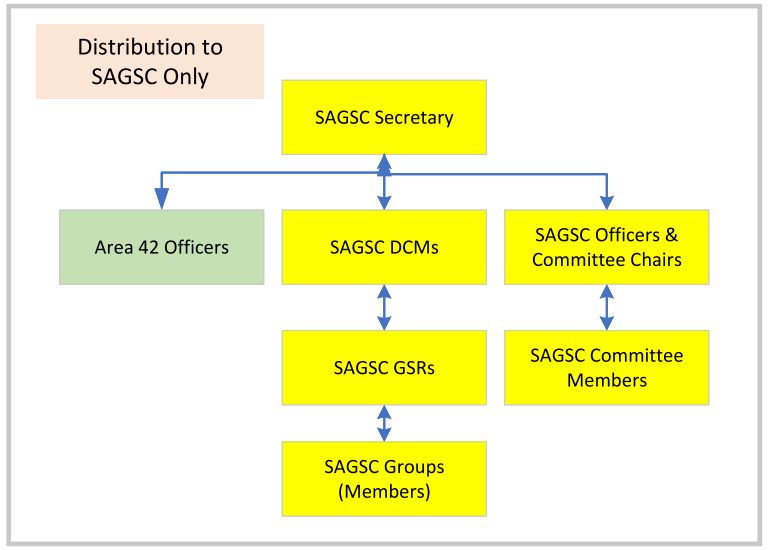 Distribution to
SAGSC Only
SAGSC Secretary
Area 42 Officers
SAGSC DCMs
SAGSC Officers &
Committee Chairs
SAGSC GSRs
SAGSC Committee
Members
SAGSC Groups
(Members)